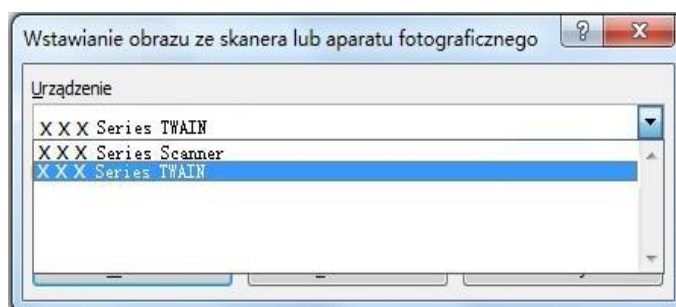 Wstawianie obrazu ze skanera lub aparatu fotograficznego
Urządzenie
X X X Series TWAIN
X X X Series Scanner
X X X Series TWAIN